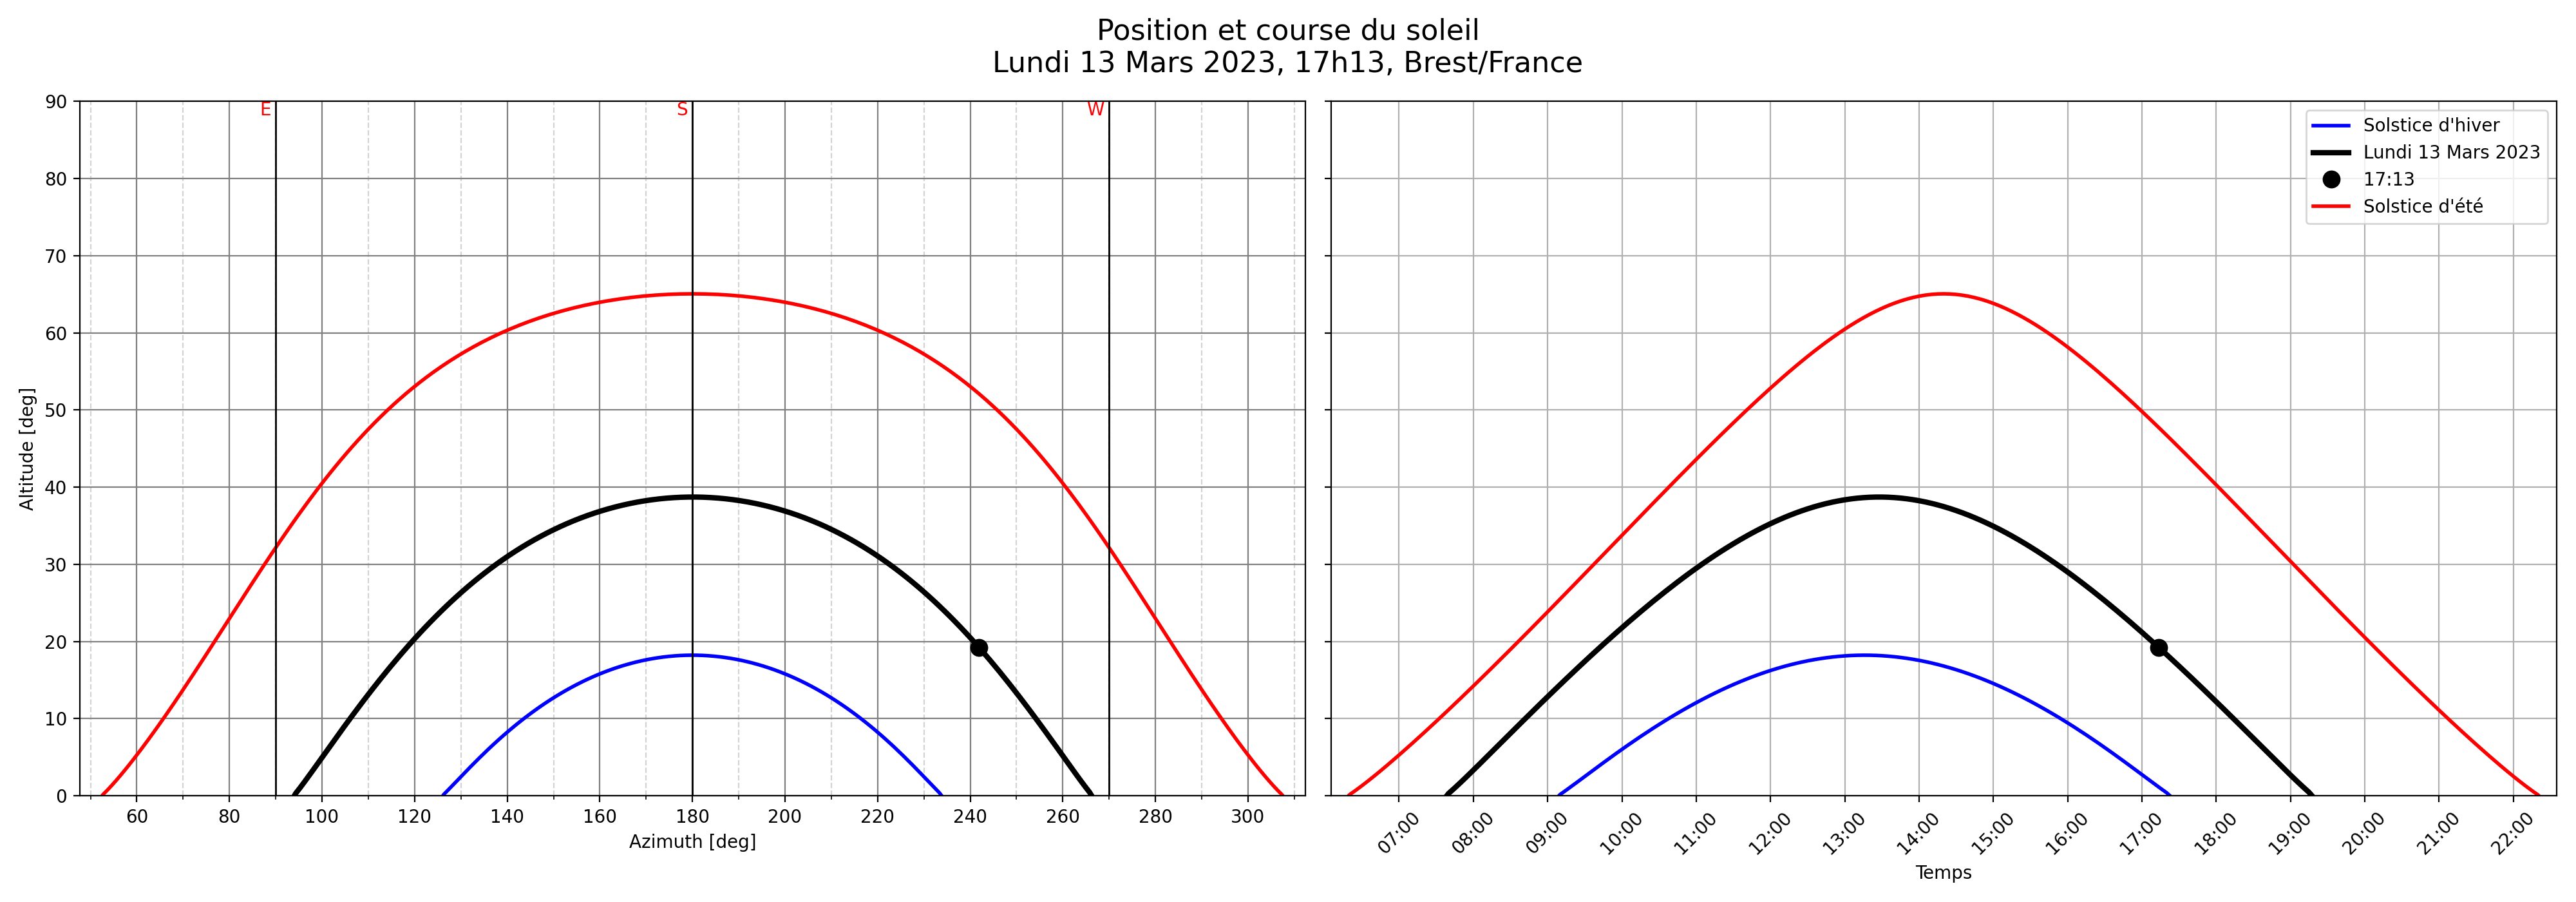 Position et course du soleil
Lundi 13 Mars 2023, 17h13, Brest/France
E
S
W
90
80
70
60
50
40
30
20
10
0
Altitude [deg]
60 80 100 120 140 160 180 200 220 240 260 280 300
Azimuth [deg]
Solstice d'hiver
Lundi 13 Mars 2023
17:13
Solstice d'été
07:00 08:00 09:00 10:00 11:00 12:00 13:00 14:00 15:00 16:00 17:00 18:00 19:00 20:00 21:00 22:00
Temps